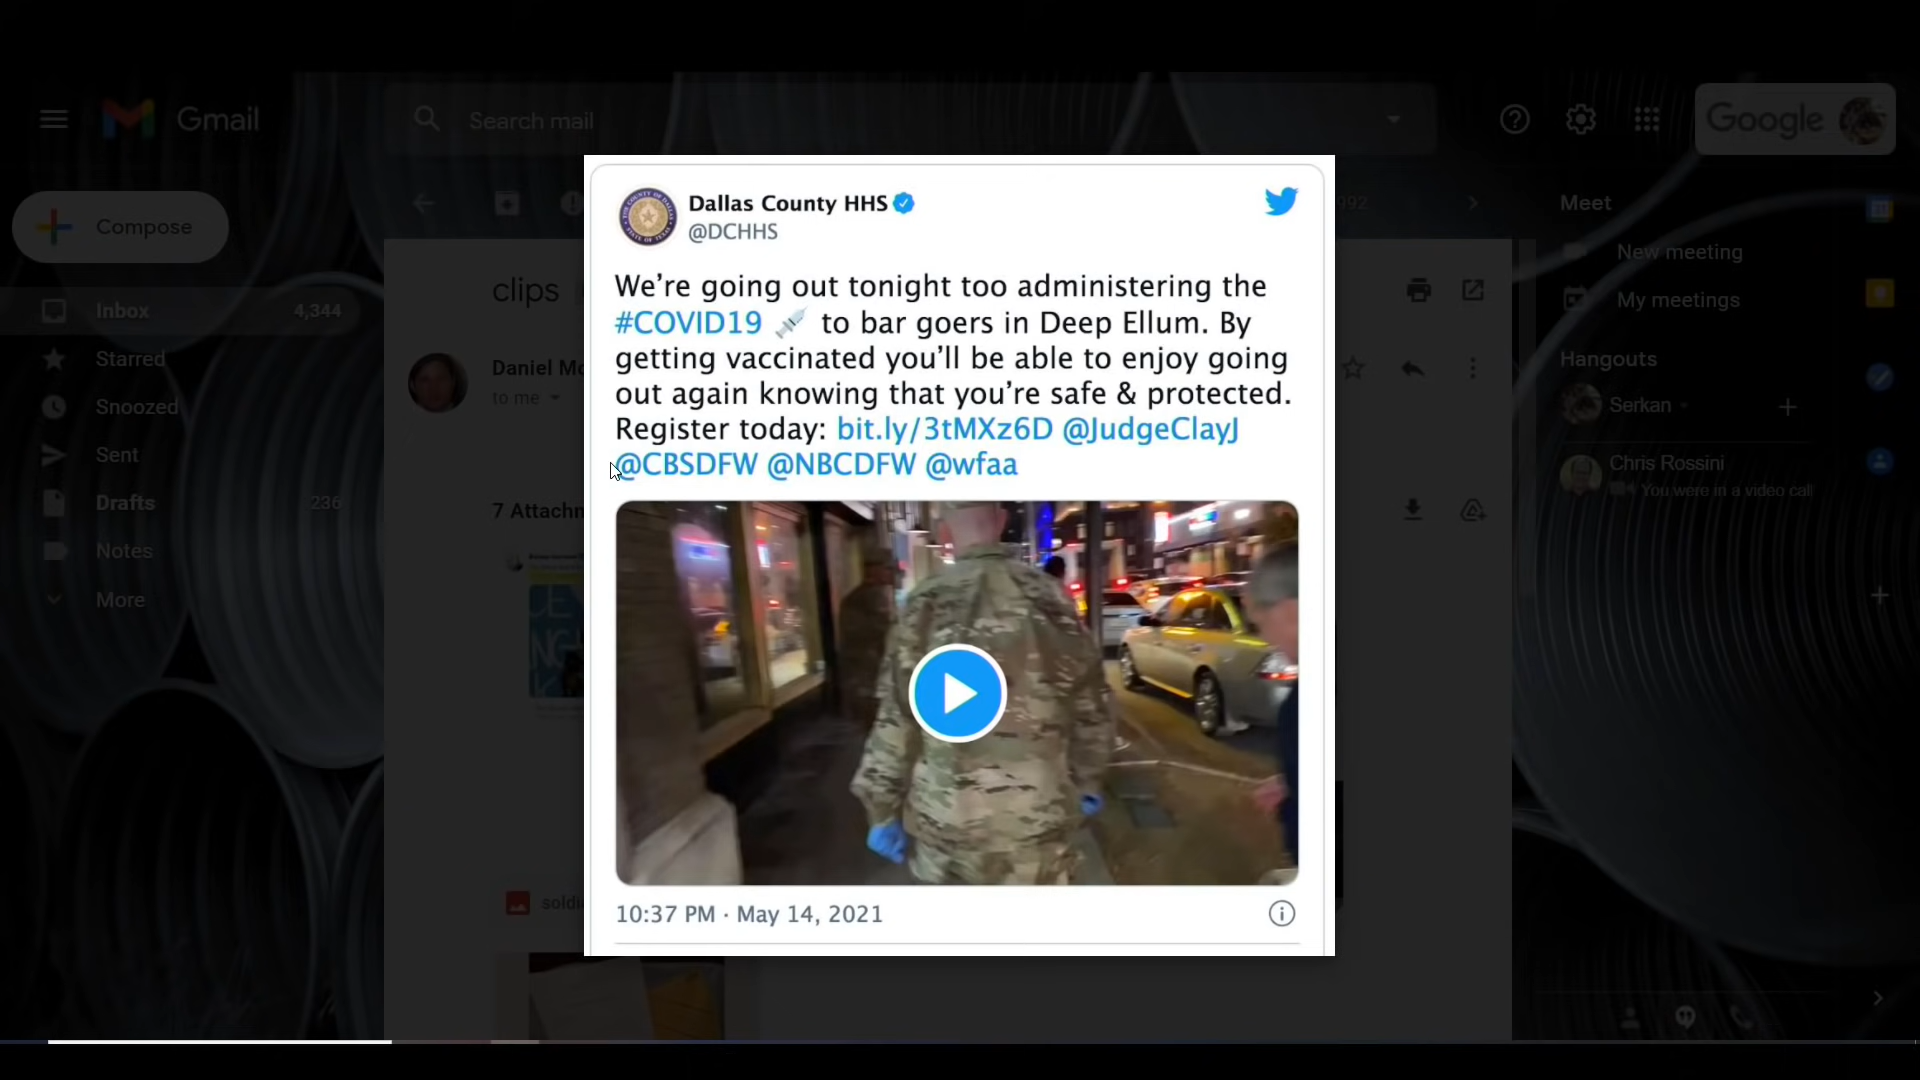 Gmail
Search mail
Google
Compose
Inbox 4,344
Starred
Snoozed
Sent
Drafts 236
Notes
More
992
clips
Daniel
to me
7
Dallas County HHS
@DCHHS
We're going out tonight too administering the
#COVID19 to bar goers in Deep Ellum. By
getting vaccinated you'll be able to enjoy going
out again knowing that you're safe & protected.
Register today: bit.ly/3tMXz6D @JudgeClayJ
@CBSDFW @NBCDFW @wfaa
10:37 PM · May 14, 2021
Meet
New meeting
My meetings
Hangouts
Serkan
Chris Rossini
You were in a video call